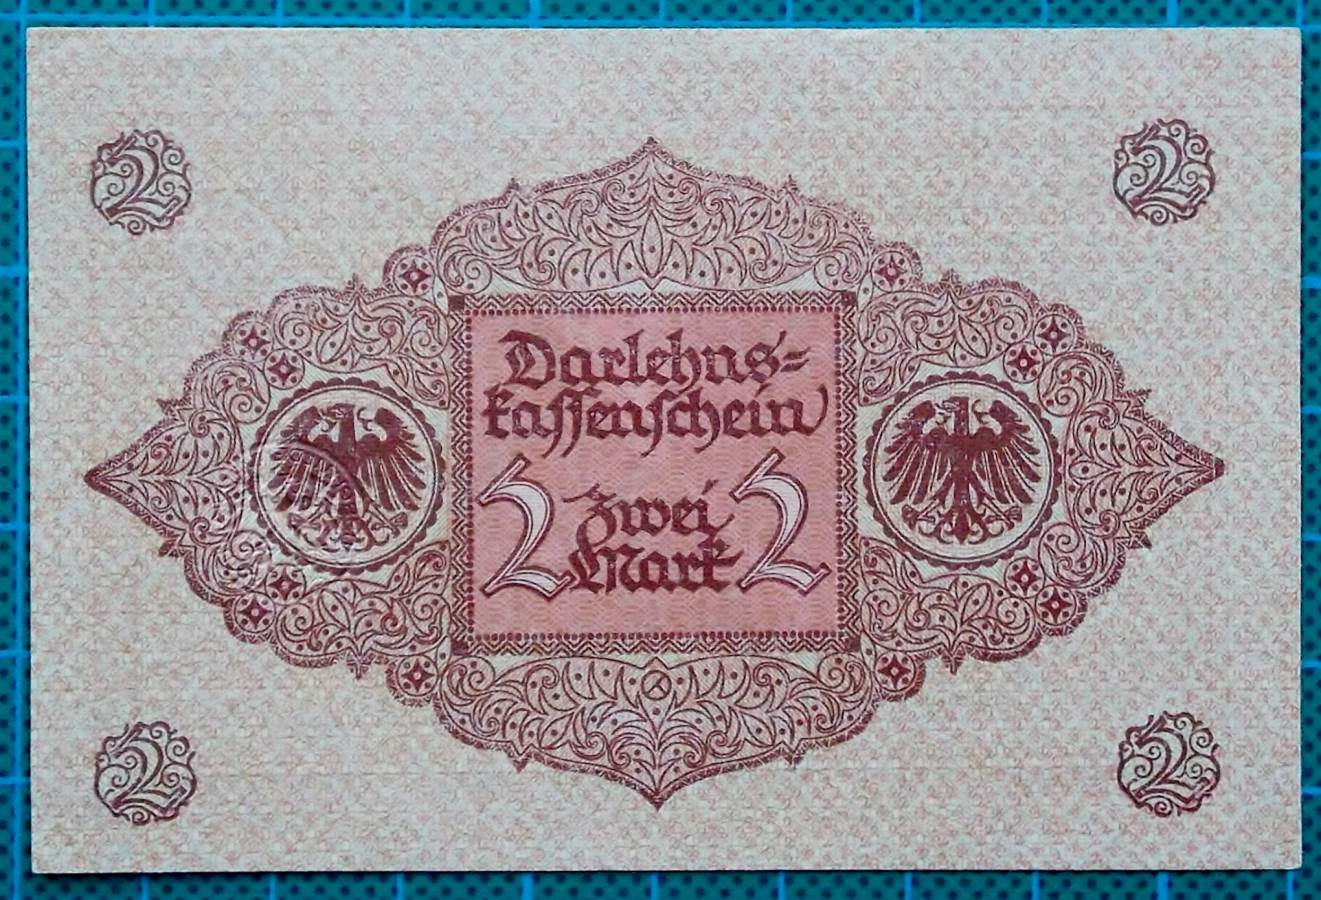 2 2
Darlehns=
kassenschein
2 zwei 2
Mark
2 2